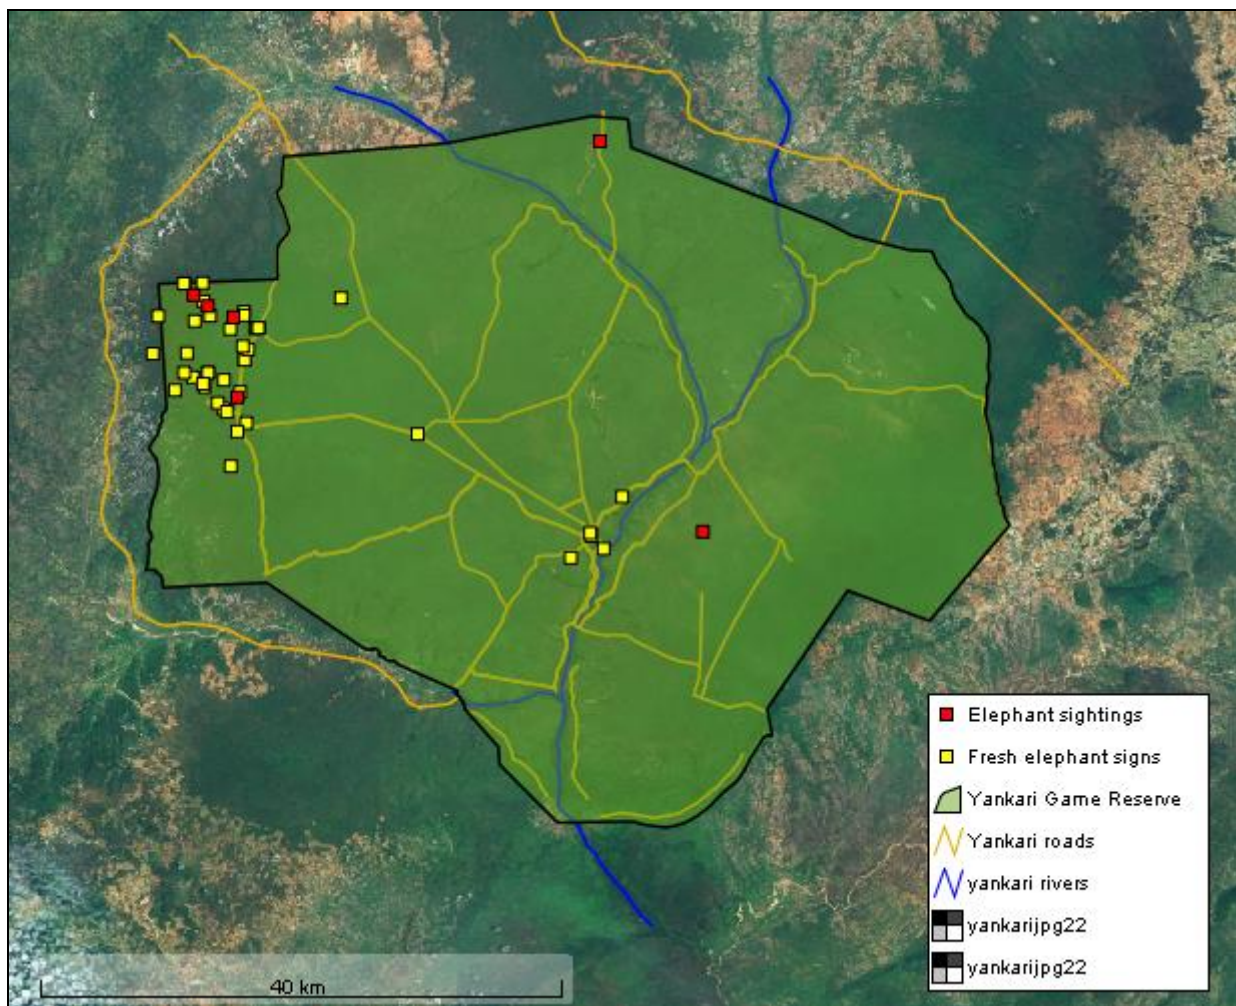 Elephant sightings
Fresh elephant signs
Yankari Game Reserve
Yankari roads
yankari rivers
yankarijpg22
yankarijpg22
40 km